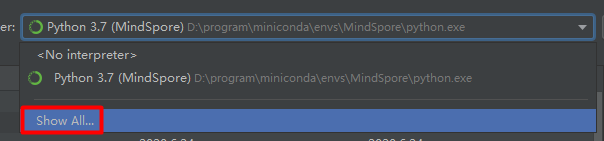 er: Python 3.7 (MindSpore) D:\program\miniconda\envs\MindSpore\python.exe
<No interpreter>
Python 3.7 (MindSpore) D:\program\miniconda\envs\MindSpore\python.exe
Show All...